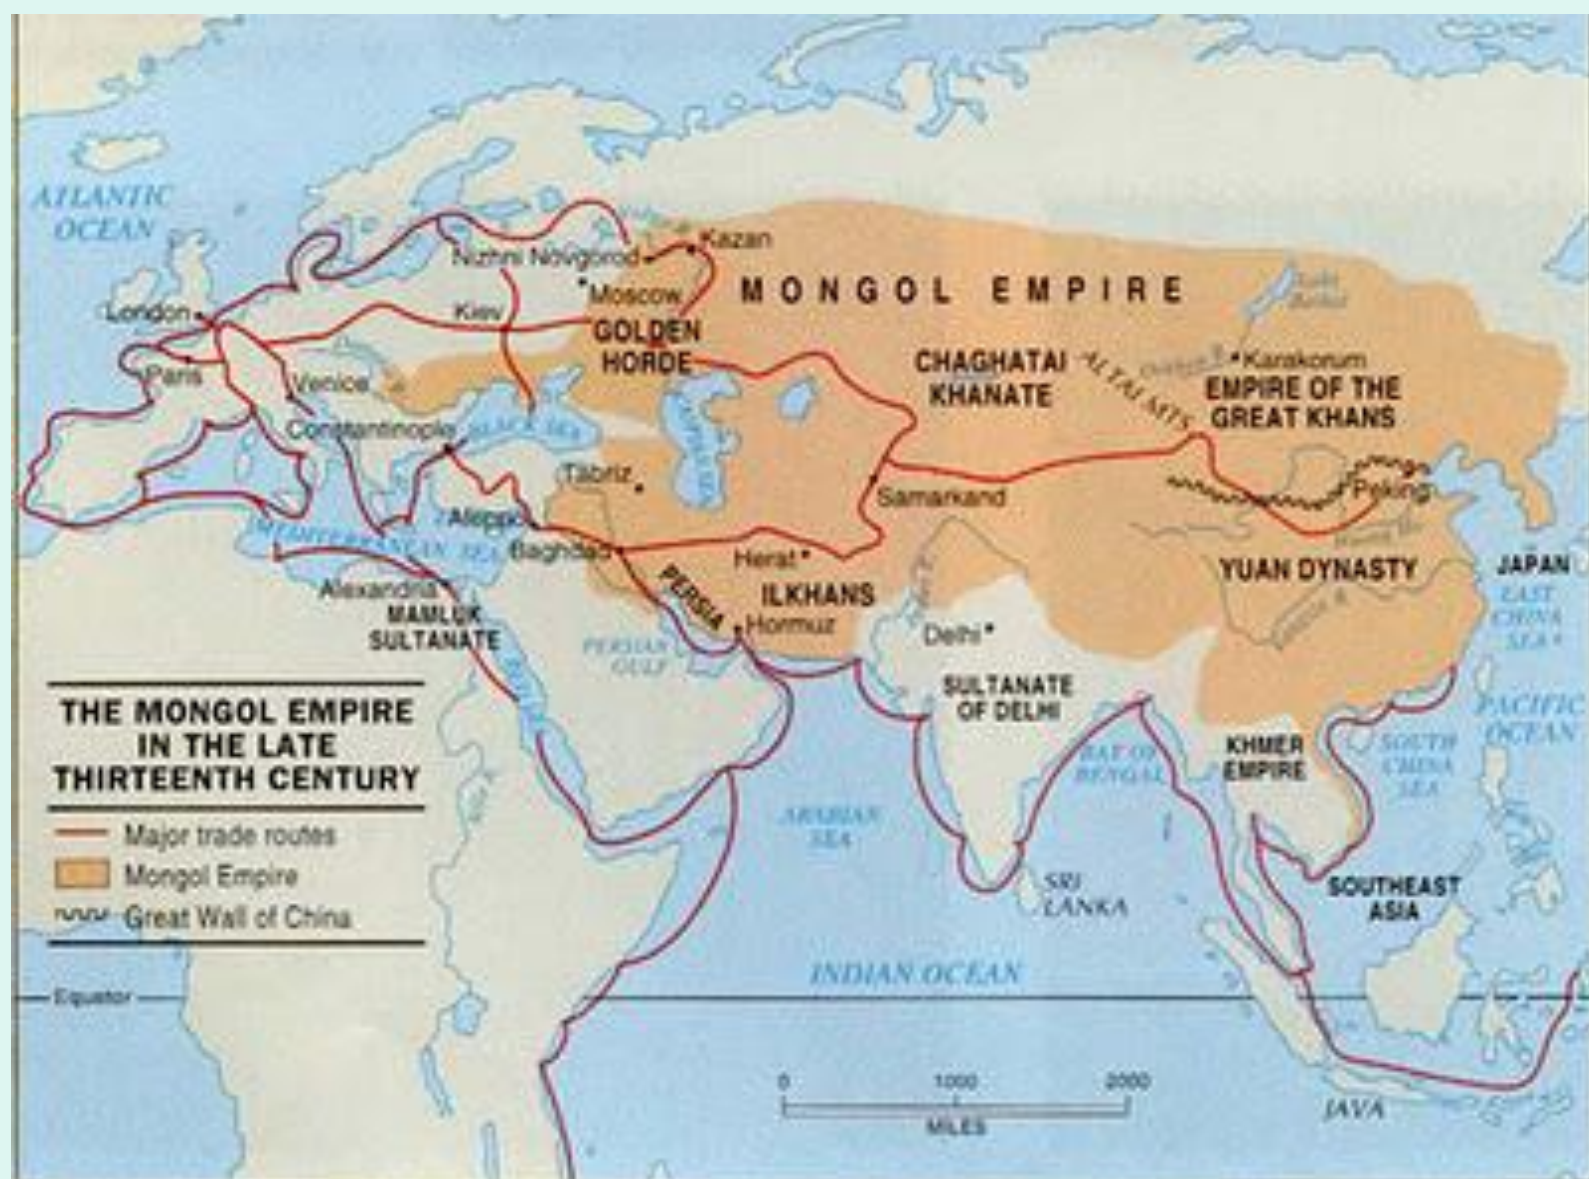 ATLANTIC
OCEAN
Kazan
Nizhni Novgorod
Moscow
MONGOL EMPIRE
London
Kiev
GOLDEN
HORDE
CHAGHATAI
KHANATE
ALTAI MTS
Karakorum
EMPIRE OF THE
GREAT KHANS
Paris
Venice
Constantinople
BLACK SEA
CASPIAN SEA
Tabriz
Samarkand
Peking
Aleppo
MEDITERRANEAN SEA
Baghdad
Herat
PERSIA
ILKHANS
YUAN DYNASTY
JAPAN
EAST
CHINA
SEA
Alexandria
MAMLUK
SULTANATE
Hormuz
PERSIAN
GULF
Delhi
SULTANATE
OF DELHI
PACIFIC
OCEAN
KHMER
EMPIRE
BAY OF
BENGAL
SOUTH
CHINA
SEA
ARABIAN
SEA
SRI
LANKA
SOUTHEAST
ASIA
INDIAN OCEAN
THE MONGOL EMPIRE
IN THE LATE
THIRTEENTH CENTURY
Major trade routes
Mongol Empire
Great Wall of China
Equator
0 1000 2000
MILES
JAVA